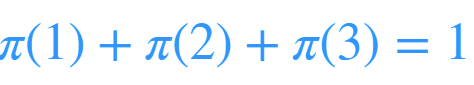 π(1) + π(2) + π(3) = 1